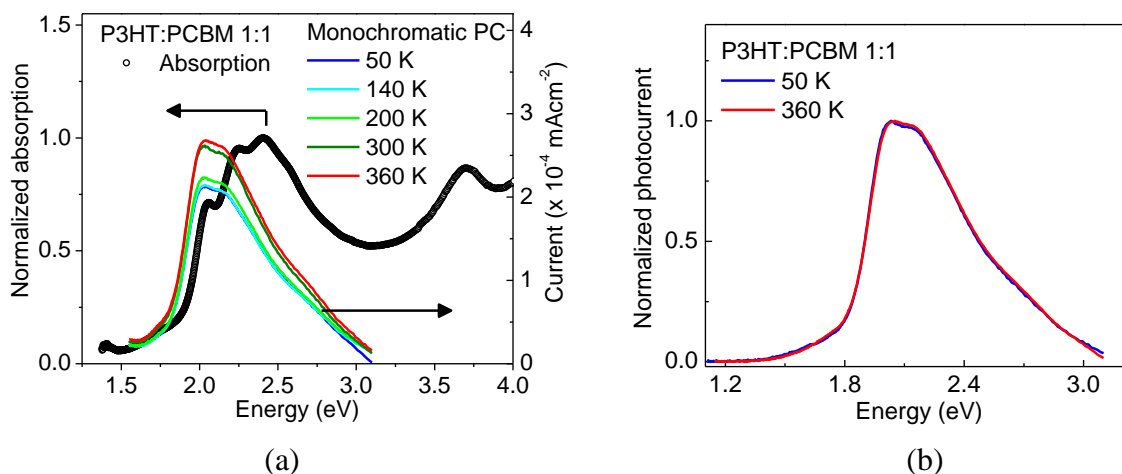 P3HT:PCBM 1:1
Absorption
Monochromatic PC
50 K
140 K
200 K
300 K
360 K
1.5
1.0
0.5
0.0
Normalized absorption
4
3
2
1
0
Current (x 10⁻⁴ mAcm⁻²)
1.5 2.0 2.5 3.0 3.5 4.0
Energy (eV)
(a)
P3HT:PCBM 1:1
50 K
360 K
1.0
0.5
0.0
Normalized photocurrent
1.2 1.8 2.4 3.0
Energy (eV)
(b)